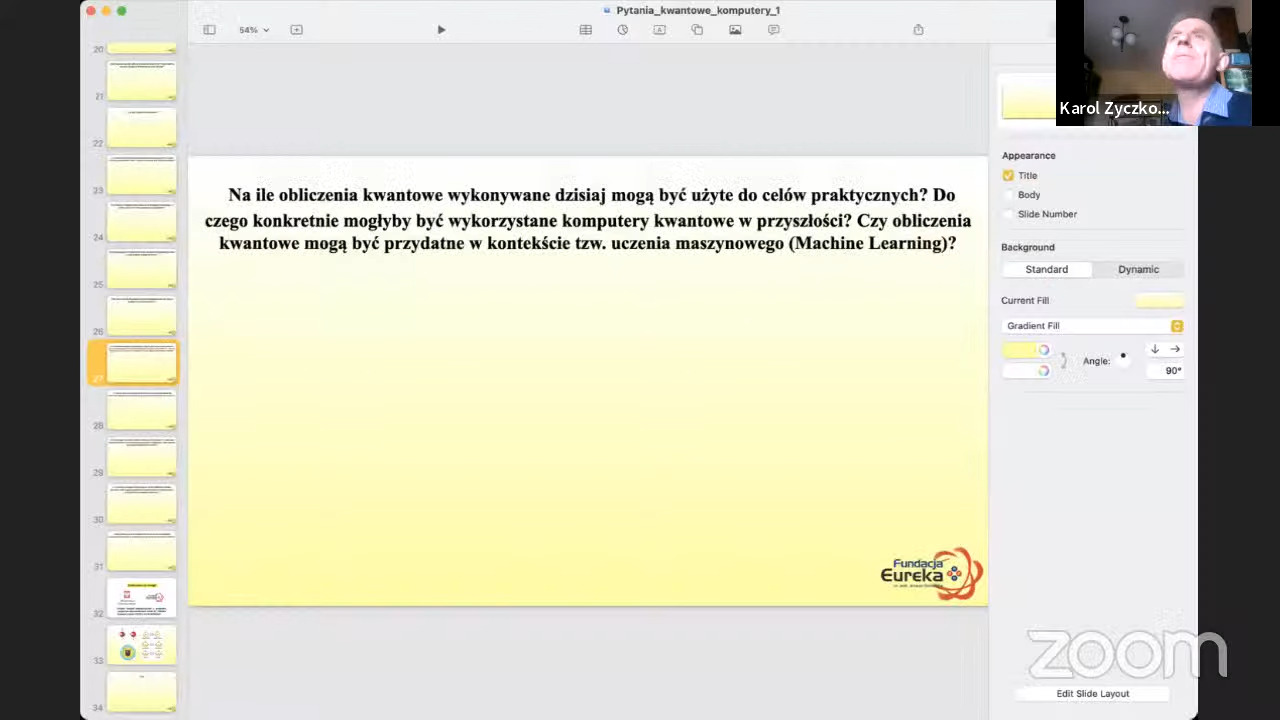 Pytania_kwantowe_komputery_1
54%
Karol Zyczko...
20
21
22
23
24
25
26
27
28
29
30
31
32
33
34
Na ile obliczenia kwantowe wykonywane dzisiaj mogą być użyte do celów praktycznych? Do
czego konkretnie mogłyby być wykorzystane komputery kwantowe w przyszłości? Czy obliczenia
kwantowe mogą być przydatne w kontekście tzw. uczenia maszynowego (Machine Learning)?
Fundacja
Eureka
Appearance
Title
Body
Slide Number
Background
Standard
Dynamic
Current Fill
Gradient Fill
Angle:
90°
zoom
Edit Slide Layout